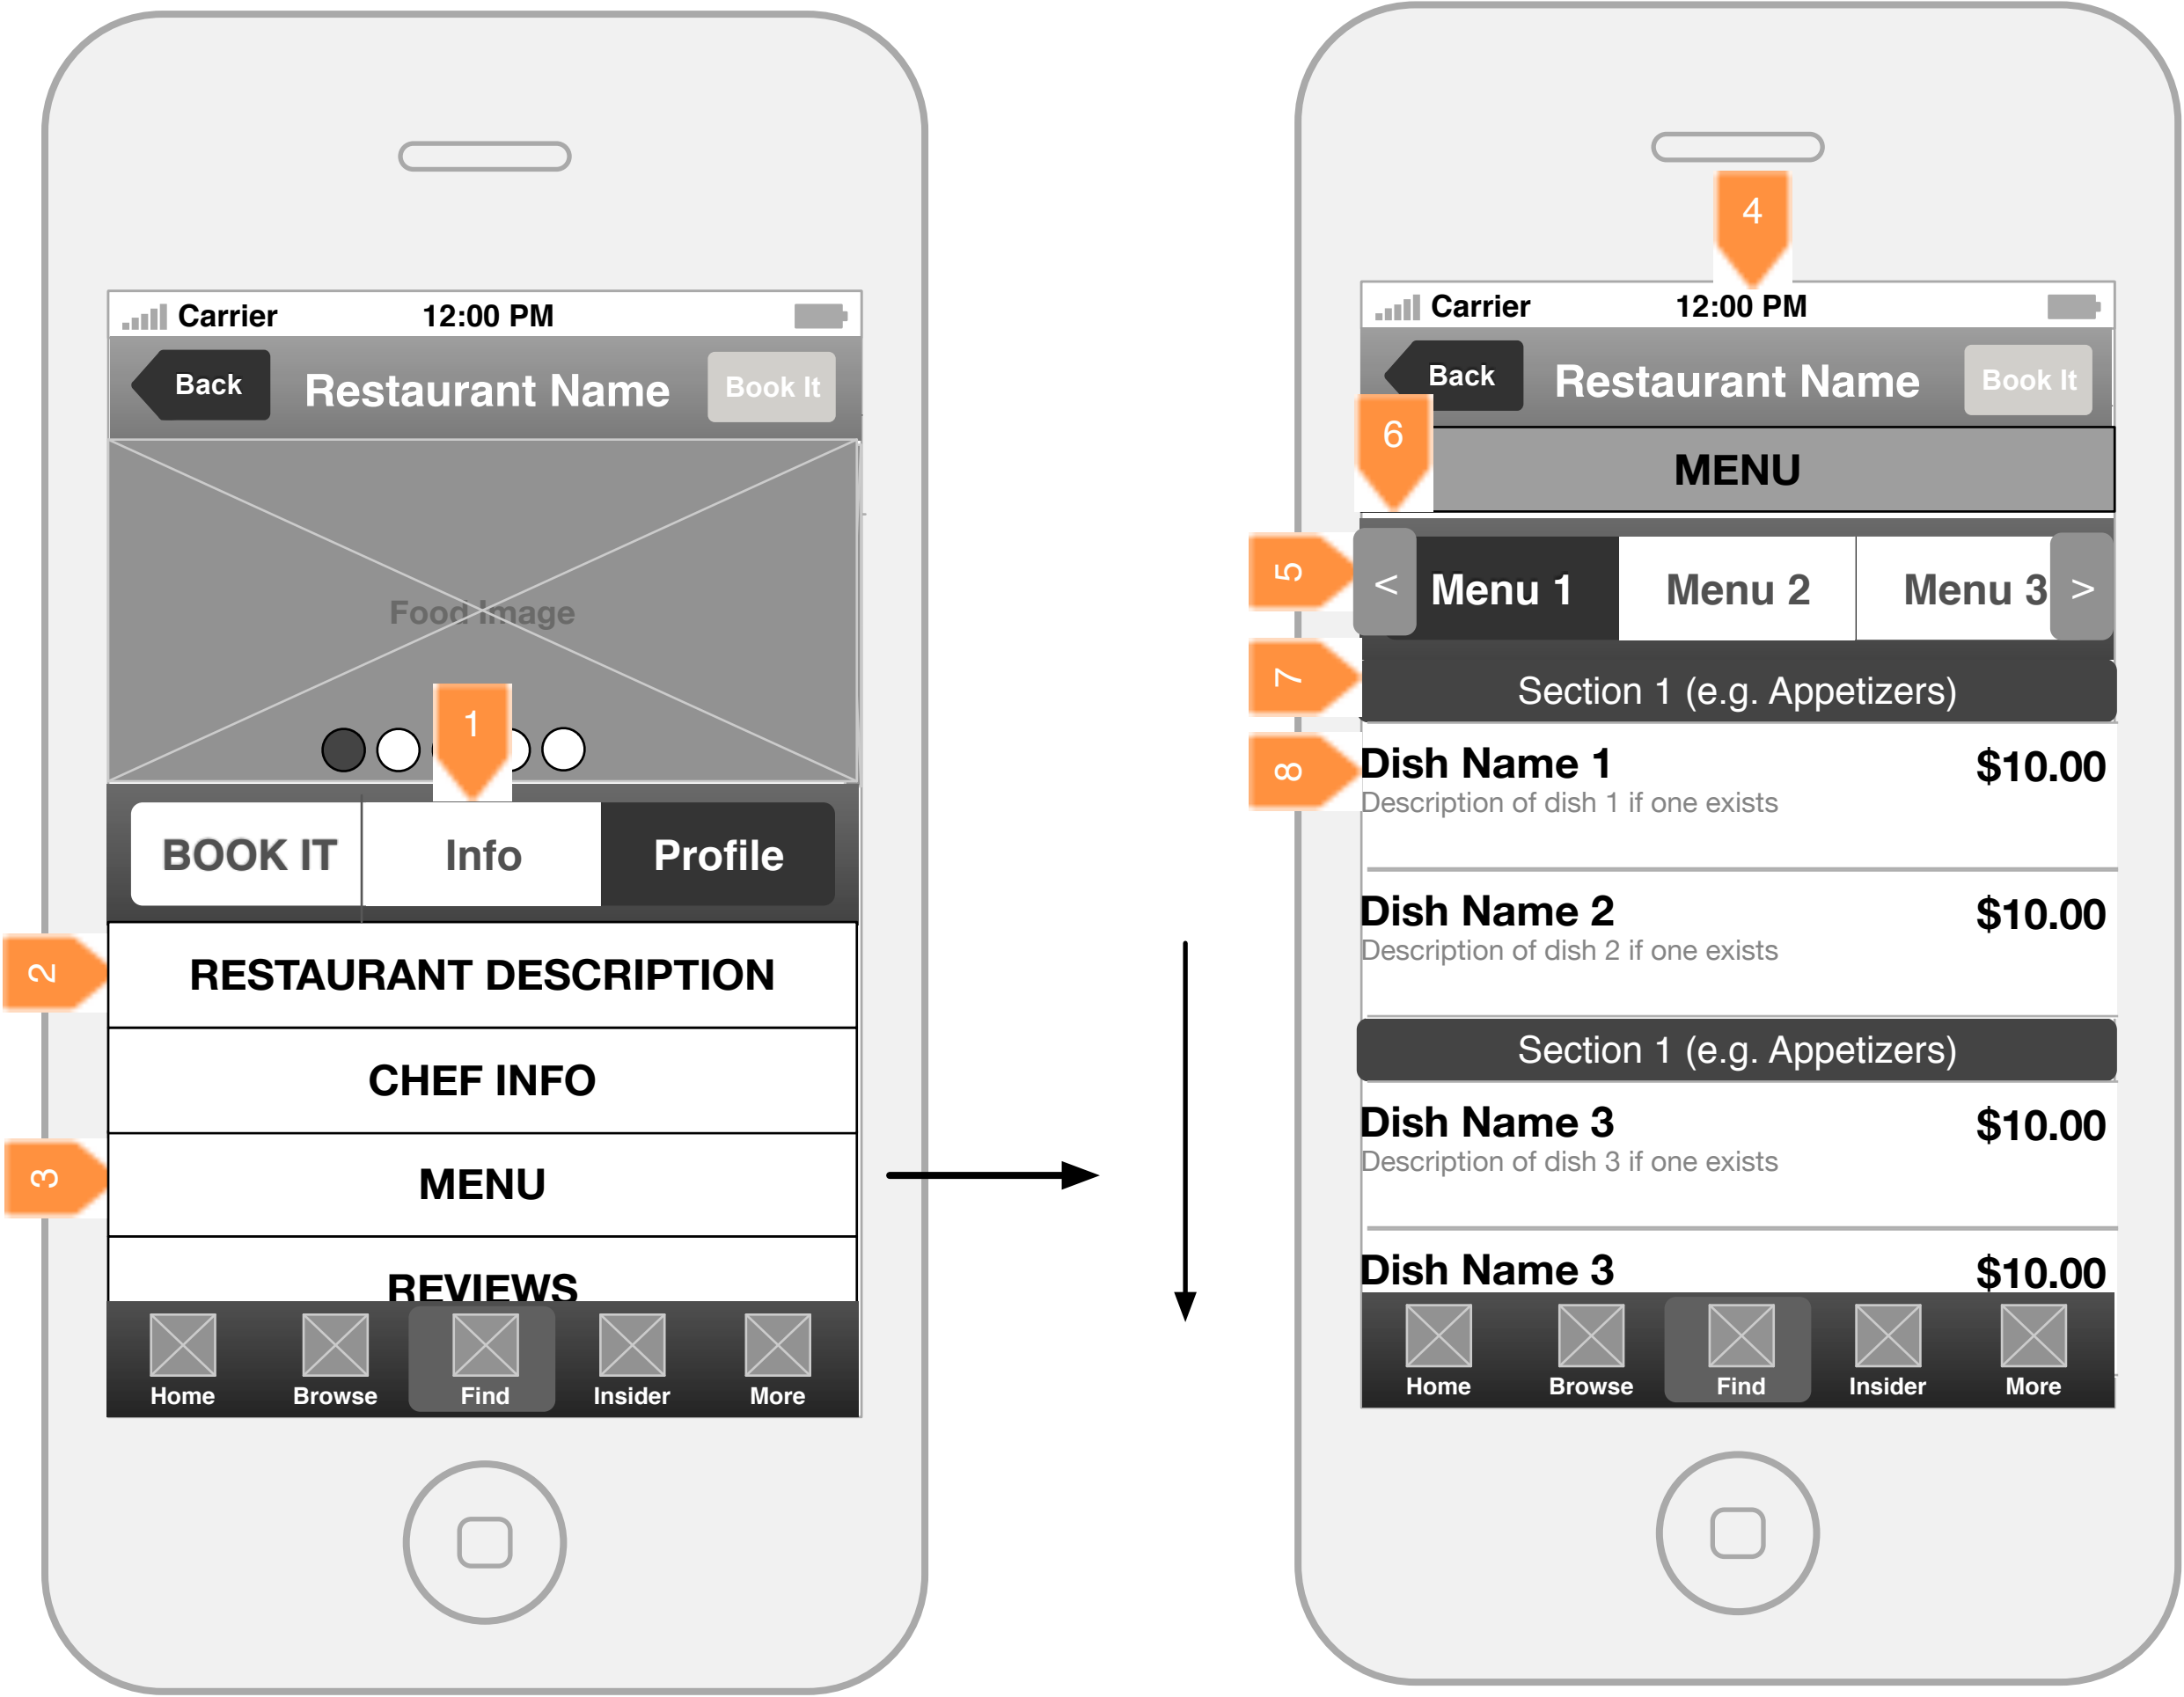 Carrier 12:00 PM
Back Restaurant Name Book It
Food Image
1
BOOK IT Info Profile
2
RESTAURANT DESCRIPTION
CHEF INFO
3
MENU
REVIEWS
Home Browse Find Insider More
4
Carrier 12:00 PM
Back Restaurant Name Book It
6
MENU
5
< Menu 1 Menu 2 Menu 3 >
7
Section 1 (e.g. Appetizers)
8
Dish Name 1 $10.00
Description of dish 1 if one exists
Dish Name 2 $10.00
Description of dish 2 if one exists
Section 1 (e.g. Appetizers)
Dish Name 3 $10.00
Description of dish 3 if one exists
Dish Name 3 $10.00
Home Browse Find Insider More